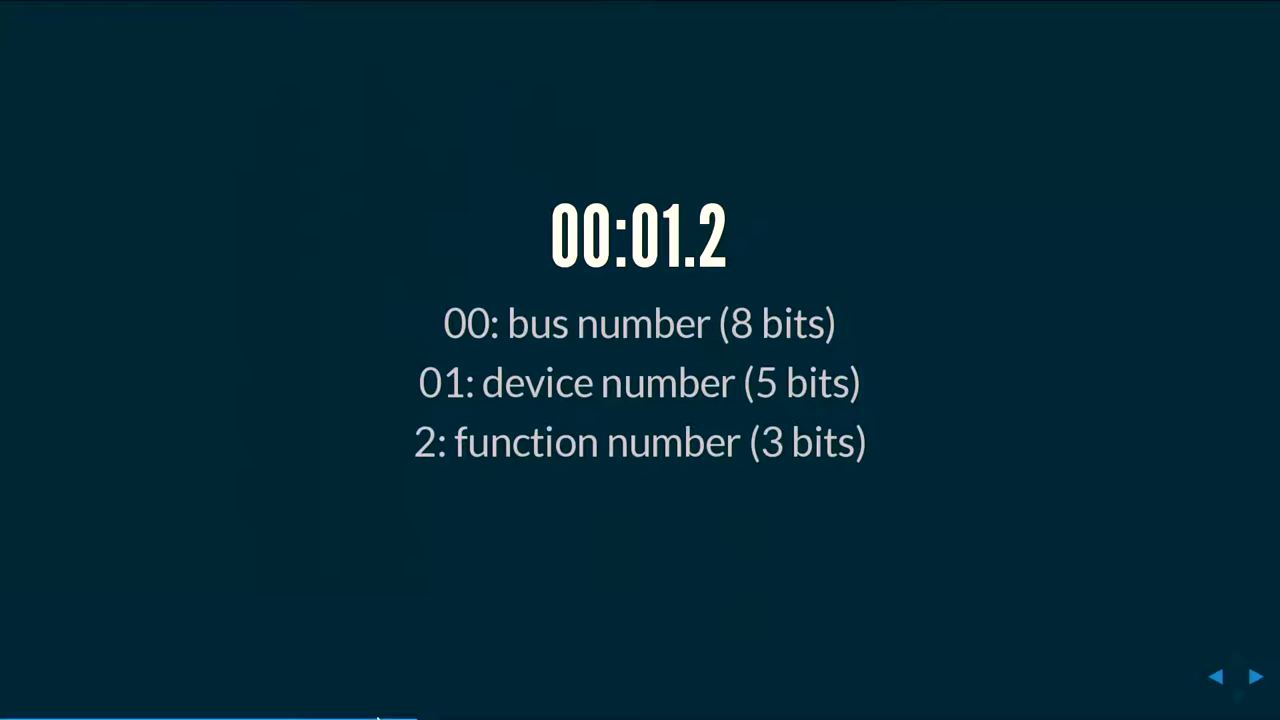 00:01.2
00: bus number (8 bits)
01: device number (5 bits)
2: function number (3 bits)